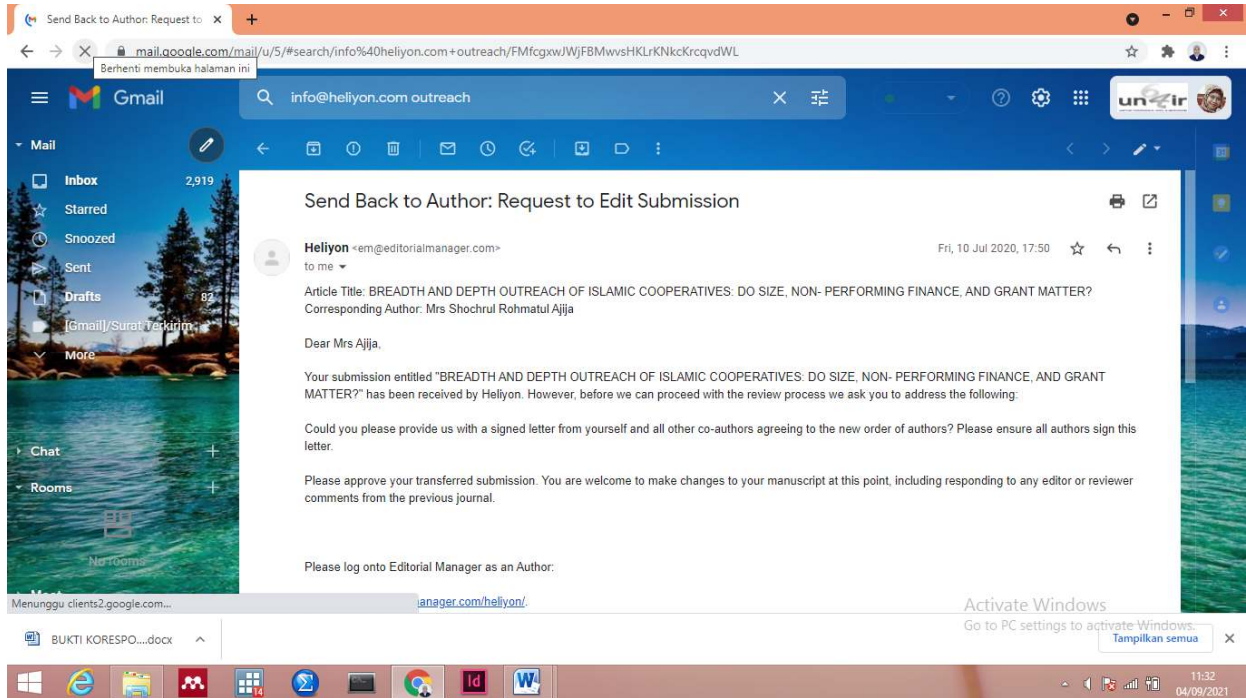 Send Back to Author: Request to
mail.google.com/mail/u/5/#search/info%40heliyon.com+outreach/FMfcgxwJWjFBMwvsHKLrKNkcKrcqvdWL
Berhenti membuka halaman ini
Gmail
info@heliyon.com outreach
Mail
Inbox 2,919
Starred
Snoozed
Sent
Drafts 82
[Gmail]/Surat Terkirim
More
Chat
Rooms
No rooms
Send Back to Author: Request to Edit Submission
Heliyon <em@editorialmanager.com> Fri, 10 Jul 2020, 17:50
to me
Article Title: BREADTH AND DEPTH OUTREACH OF ISLAMIC COOPERATIVES: DO SIZE, NON- PERFORMING FINANCE, AND GRANT MATTER?
Corresponding Author: Mrs Shochrul Rohmatul Ajija
Dear Mrs Ajija,
Your submission entitled "BREADTH AND DEPTH OUTREACH OF ISLAMIC COOPERATIVES: DO SIZE, NON- PERFORMING FINANCE, AND GRANT
MATTER?" has been received by Heliyon. However, before we can proceed with the review process we ask you to address the following:
Could you please provide us with a signed letter from yourself and all other co-authors agreeing to the new order of authors? Please ensure all authors sign this
letter.
Please approve your transferred submission. You are welcome to make changes to your manuscript at this point, including responding to any editor or reviewer
comments from the previous journal.
Please log onto Editorial Manager as an Author:
anager.com/heliyon/.
Menunggu clients2.google.com...
Activate Windows
Go to PC settings to activate Windows.
BUKTI KORESPO....docx
Tampilkan semua
14
Id
11:32
04/09/2021